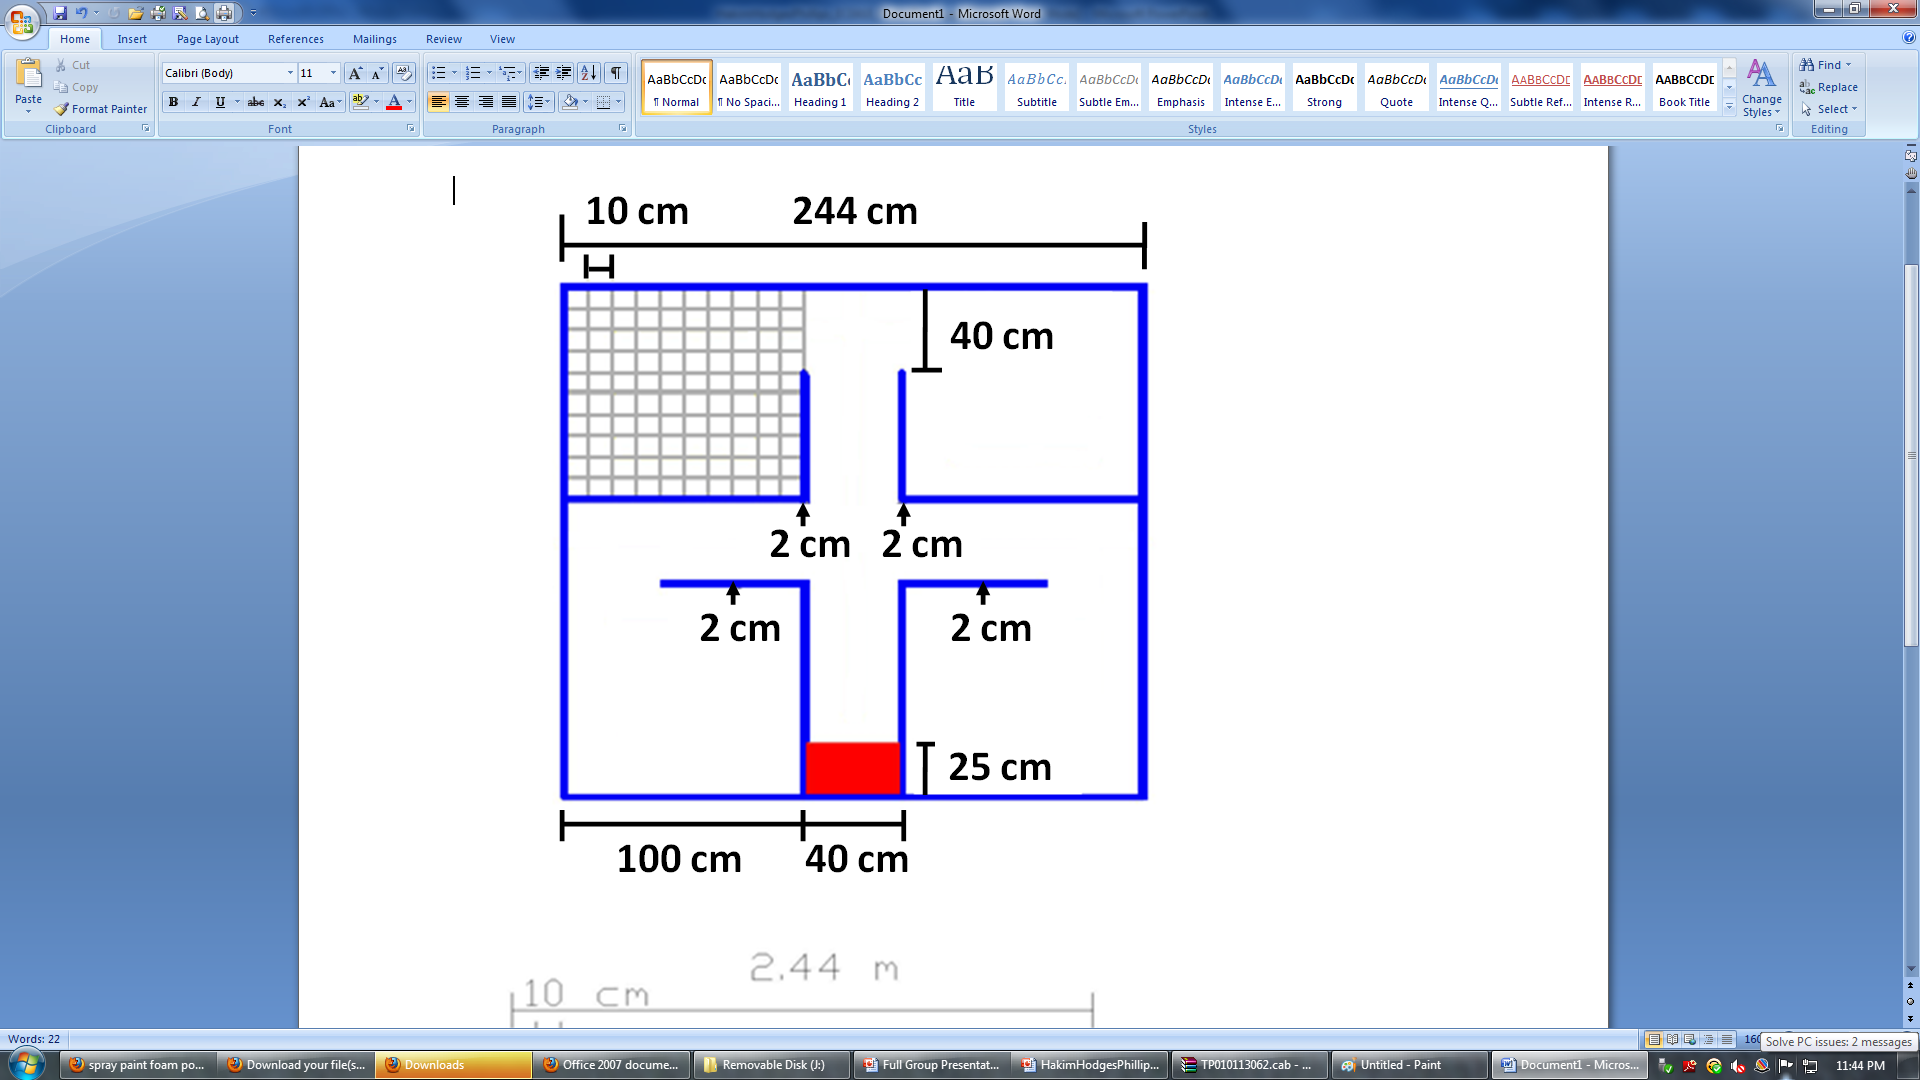 Document1 - Microsoft Word
Home Insert Page Layout References Mailings Review View
Paste
Cut
Copy
Format Painter
Clipboard
Calibri (Body) 11
B I U abc x₂ x² Aa
Font
Paragraph
AaBbCcDc AaBbCcDc AaBbC AaBbCc AaB AaBbCc. AaBbCcDc AaBbCcDc AaBbCcDc AaBbCcDc AaBbCcDc AaBbCcDc AABBCCDE AABBCCDE AABBCCDE
¶ Normal ¶ No Spaci... Heading 1 Heading 2 Title Subtitle Subtle Em... Emphasis Intense E... Strong Quote Intense Q... Subtle Ref... Intense R... Book Title
Change Styles
Styles
Find
Replace
Select
Editing
10 cm 244 cm
40 cm
2 cm 2 cm
2 cm 2 cm
25 cm
100 cm 40 cm
2.44 m
10 cm
Words: 22
Solve PC issues: 2 messages
spray paint foam po... Download your file(s... Downloads Office 2007 docume... Removable Disk (J:) Full Group Presentat... HakimHodgesPhillip... TP010113062.cab - ... Untitled - Paint Document1 - Micros... 11:44 PM